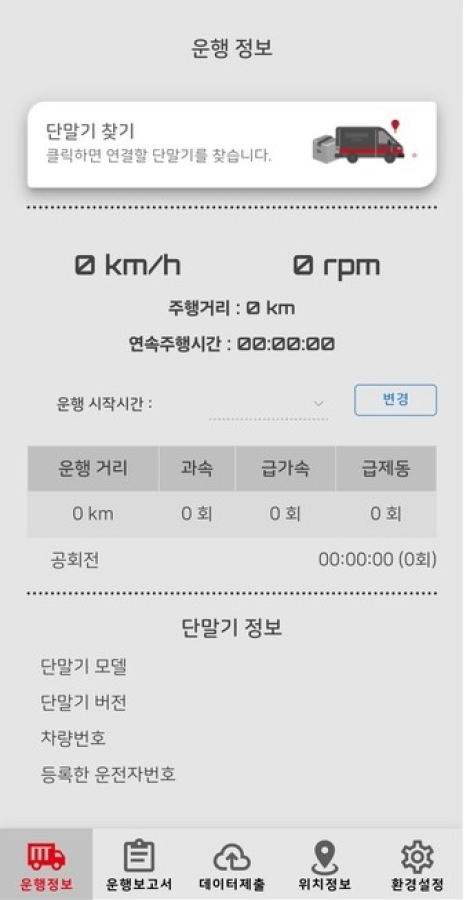 운행 정보
단말기 찾기
클릭하면 연결할 단말기를 찾습니다.
0 km/h 0 rpm
주행거리 : 0 km
연속주행시간 : 00:00:00
운행 시작시간 : 변경
운행 거리 과속 급가속 급제동
0 km 0 회 0 회 0 회
공회전 00:00:00 (0회)
단말기 정보
단말기 모델
단말기 버전
차량번호
등록한 운전자번호
운행정보 운행보고서 데이터제출 위치정보 환경설정